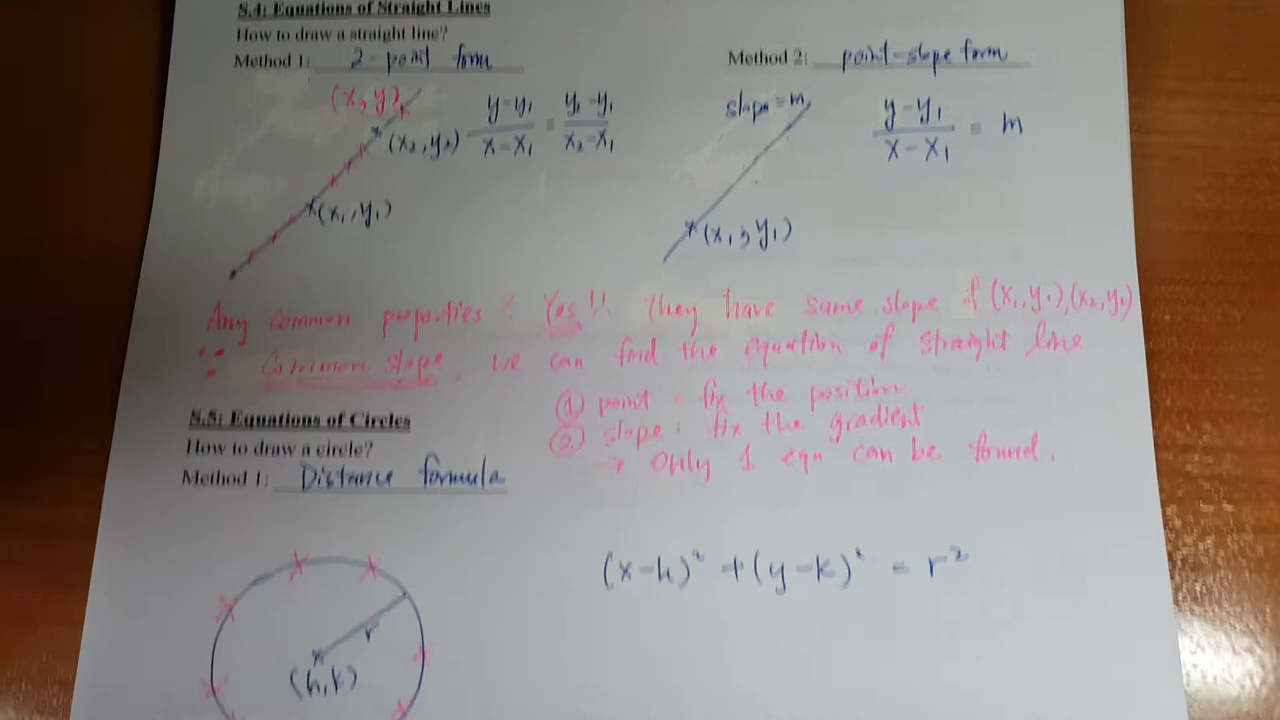 S.4: Equations of Straight Lines
How to draw a straight line?
Method 1: 2-point form
Method 2: point-slope form
(x, y)
(x₂, y₂)
(x₁, y₁)
y-y₁ / x-x₁ = y₂-y₁ / x₂-x₁
slope = m
(x₁, y₁)
y-y₁ / x-x₁ = m
Any common properties? Yes!! They have same slope of (x₁, y₁), (x₂, y₂)
∵ Common slope, we can find the equation of straight line
① point = fix the position
② slope: fix the gradient
→ Only 1 eqn can be found.
S.5: Equations of Circles
How to draw a circle?
Method 1: Distance formula
r
(h, k)
(x-h)² + (y-k)² = r²